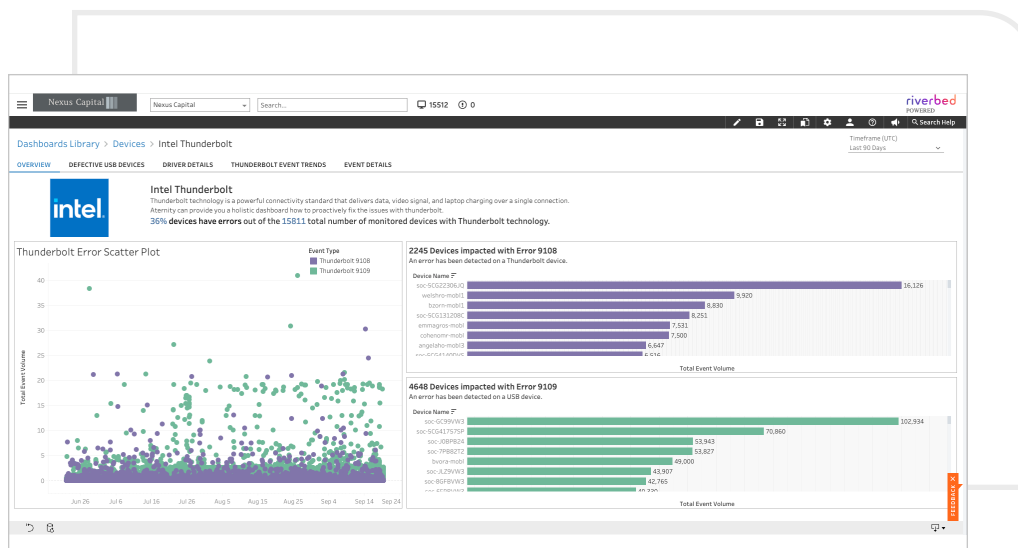 Nexus Capital
Nexus Capital
Search...
15512
0
riverbed
POWERED
Search Help
Dashboards Library > Devices > Intel Thunderbolt
Timeframe (UTC)
Last 90 Days
OVERVIEW
DEFECTIVE USB DEVICES
DRIVER DETAILS
THUNDERBOLT EVENT TRENDS
EVENT DETAILS
intel.
Intel Thunderbolt
Thunderbolt technology is a powerful connectivity standard that delivers data, video signal, and laptop charging over a single connection.
Aternity can provide you a holistic dashboard how to proactively fix the issues with thunderbolt.
36% devices have errors out of the 15811 total number of monitored devices with Thunderbolt technology.
Thunderbolt Error Scatter Plot
Event Type
Thunderbolt 9108
Thunderbolt 9109
Total Event Volume
40
35
30
25
20
15
10
5
0
Jun 26
Jul 6
Jul 16
Jul 26
Aug 5
Aug 15
Aug 25
Sep 4
Sep 14
Sep 24
2245 Devices impacted with Error 9108
An error has been detected on a Thunderbolt device.
Device Name
soc-5CG22306JQ 16,126
welshro-mobl1 9,920
bzorn-mobl1 8,830
soc-5CG131208C 8,251
emmagros-mobl 7,531
cohenomr-mobl 7,500
angelaho-mobl3 6,647
6,516
Total Event Volume
4648 Devices impacted with Error 9109
An error has been detected on a USB device.
Device Name
soc-6C99VW3 102,934
soc-5CG41757SP 70,860
soc-J0BPB24 53,943
soc-7PB82T2 53,827
bvora-mobl 49,000
soc-JLZ9VW3 43,907
soc-8GFBVW3 42,765
Total Event Volume
FEEDBACK